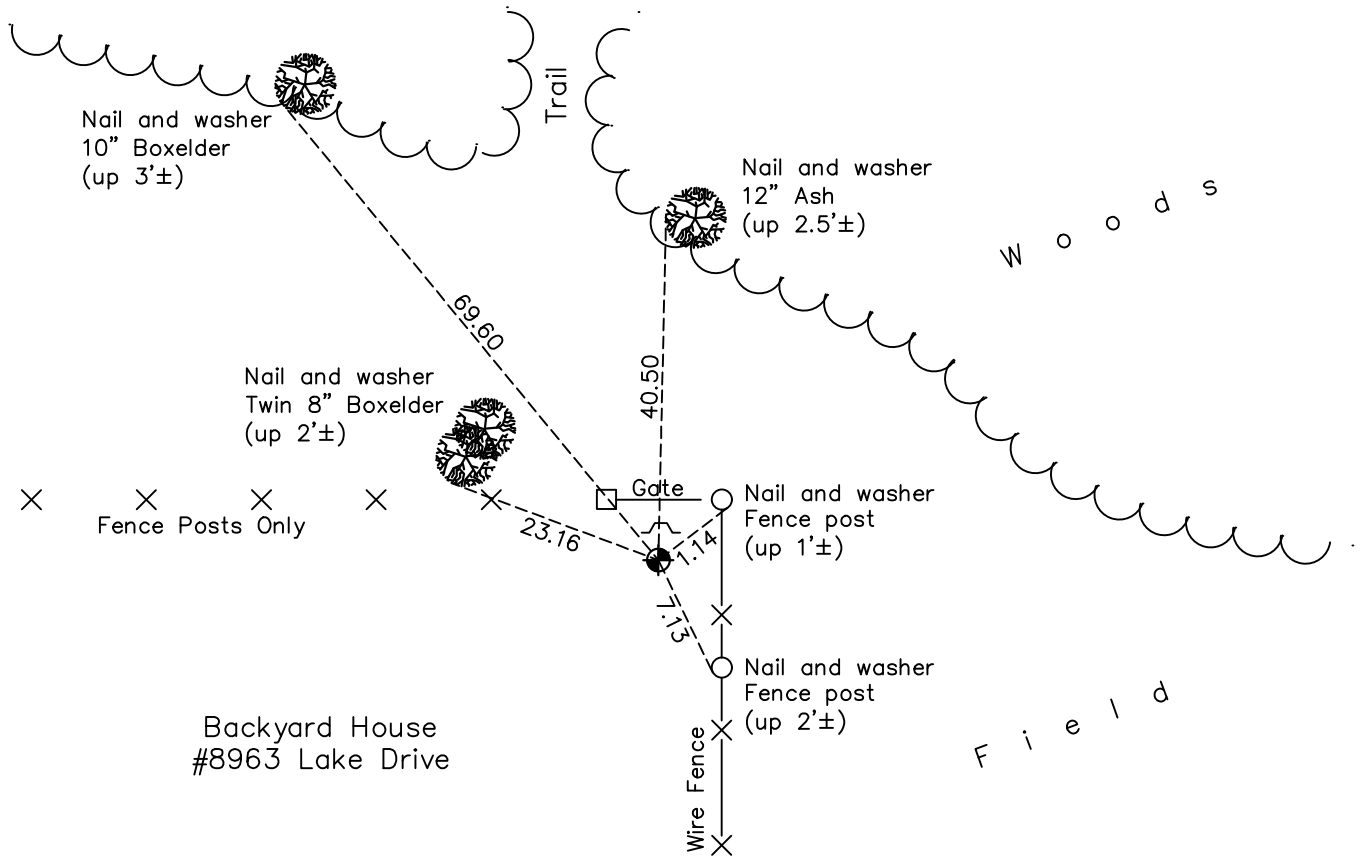 Trail
Nail and washer
10” Boxelder
(up 3'±)
Nail and washer
12” Ash
(up 2.5'±)
Woods
69.60
40.50
Nail and washer
Twin 8” Boxelder
(up 2'±)
Gate
Nail and washer
Fence post
(up 1'±)
Fence Posts Only
23.16
1.14
7.13
Nail and washer
Fence post
(up 2'±)
Field
Backyard House
#8963 Lake Drive
Wire Fence